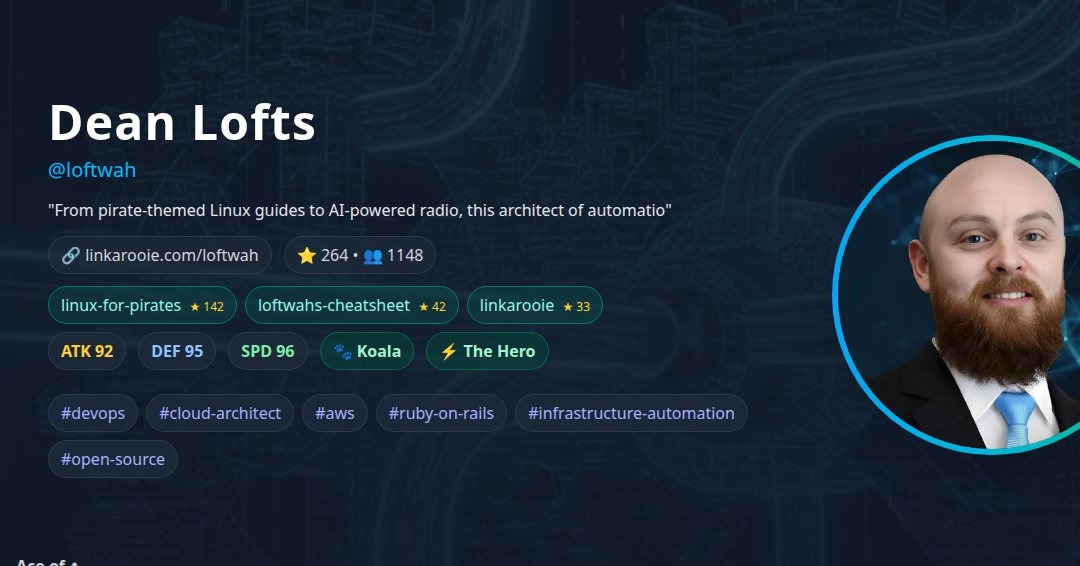 Dean Lofts
@loftwah
"From pirate-themed Linux guides to AI-powered radio, this architect of automatio"
🔗 linkarooie.com/loftwah ⭐ 264 • 👥 1148
linux-for-pirates ★ 142 loftwahs-cheatsheet ★ 42 linkarooie ★ 33
ATK 92 DEF 95 SPD 96 🐾 Koala ⚡ The Hero
#devops #cloud-architect #aws #ruby-on-rails #infrastructure-automation
#open-source
Ace of